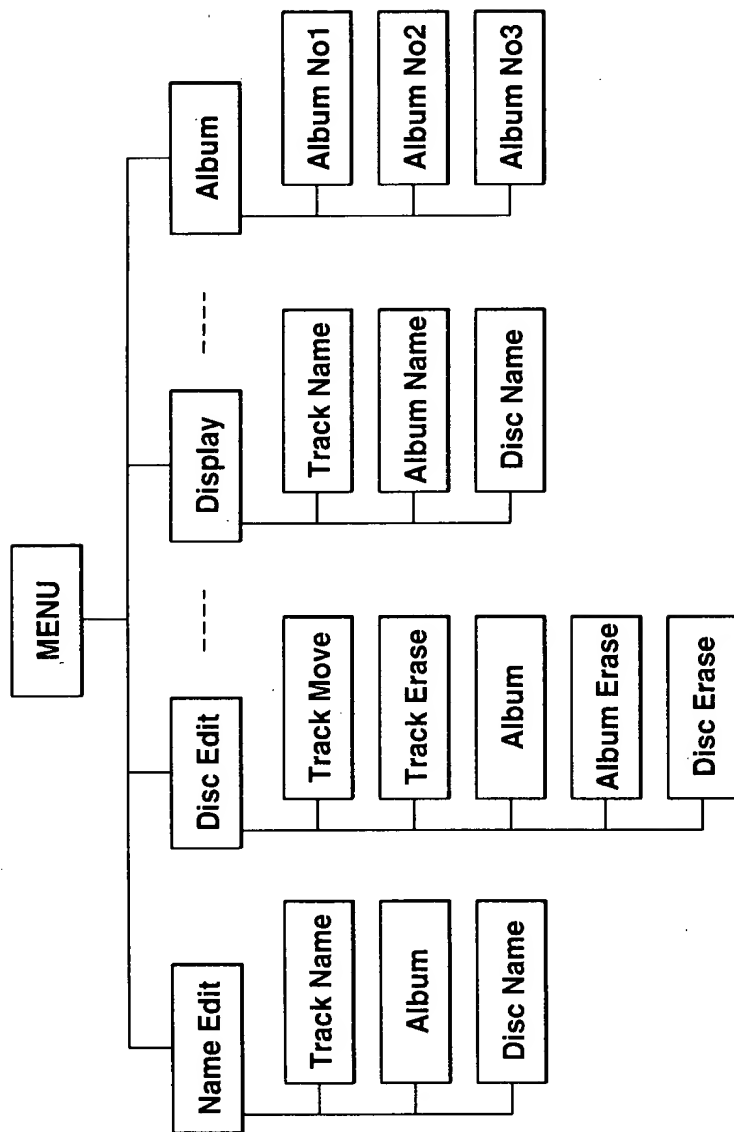 MENU
Name Edit
Track Name
Album
Disc Name
Disc Edit
Track Move
Track Erase
Album
Album Erase
Disc Erase
Display
Track Name
Album Name
Disc Name
Album
Album No1
Album No2
Album No3